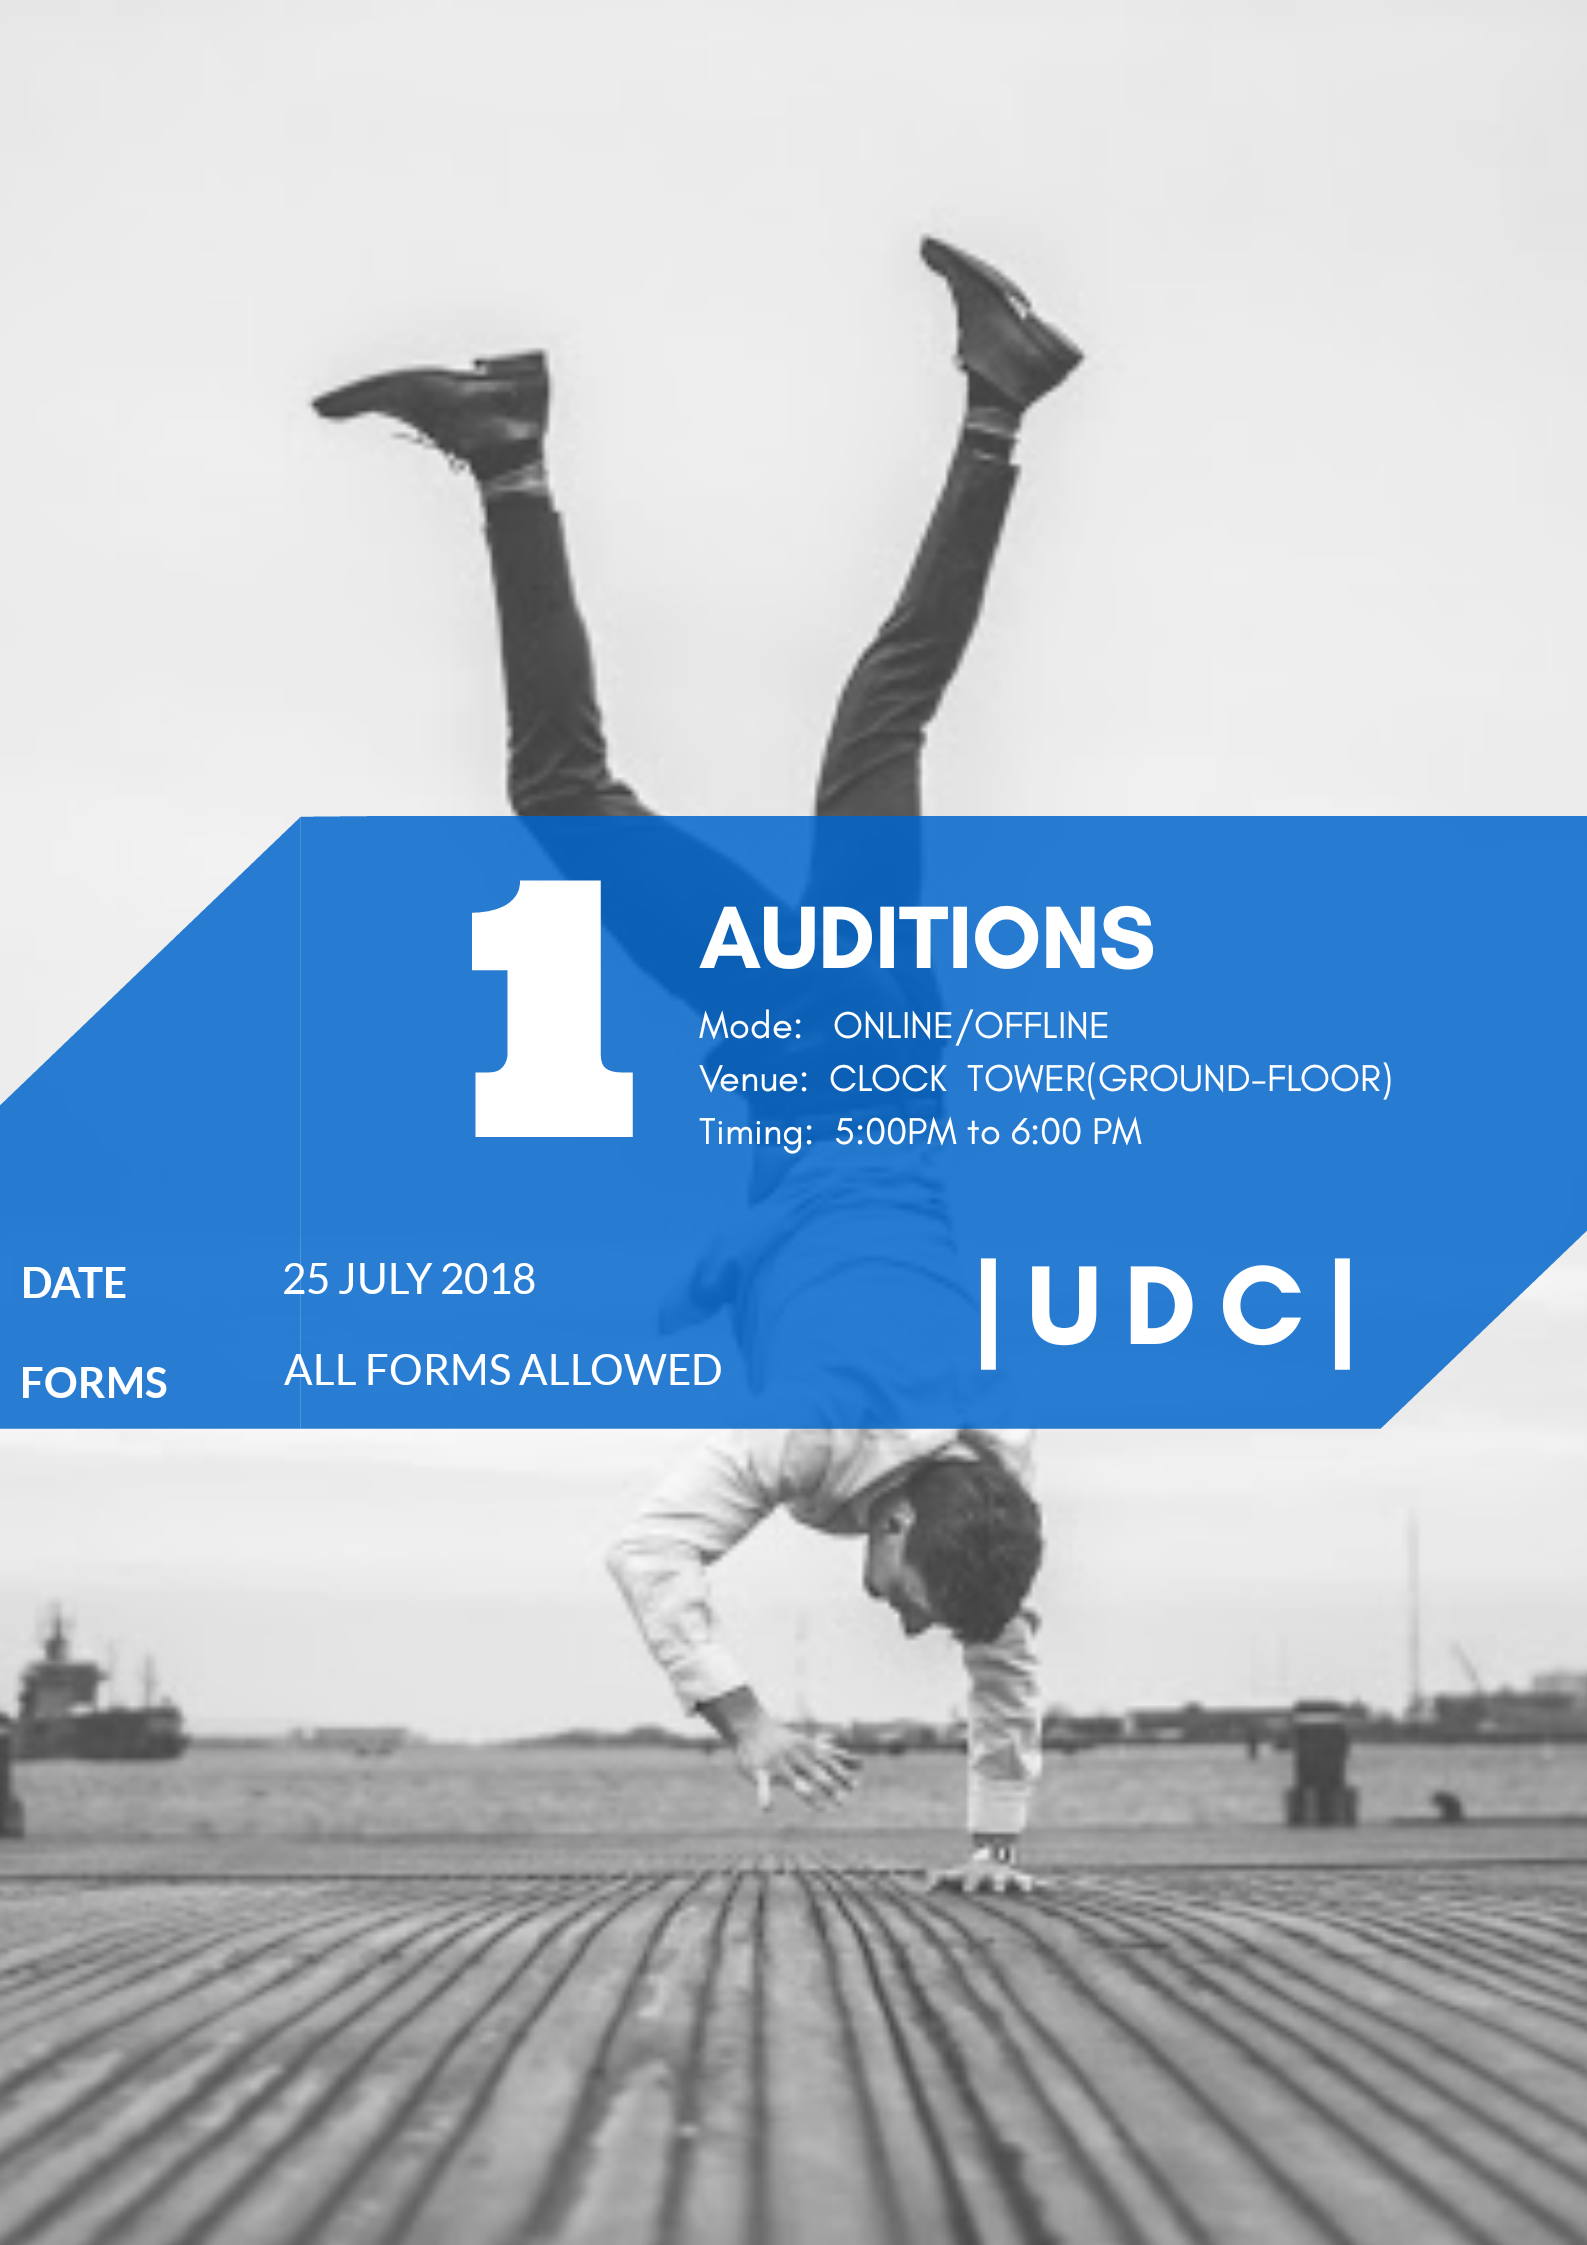 1
AUDITIONS
Mode: ONLINE/OFFLINE
Venue: CLOCK TOWER(GROUND-FLOOR)
Timing: 5:00PM to 6:00 PM
DATE 25 JULY 2018
FORMS ALL FORMS ALLOWED
|UDC|